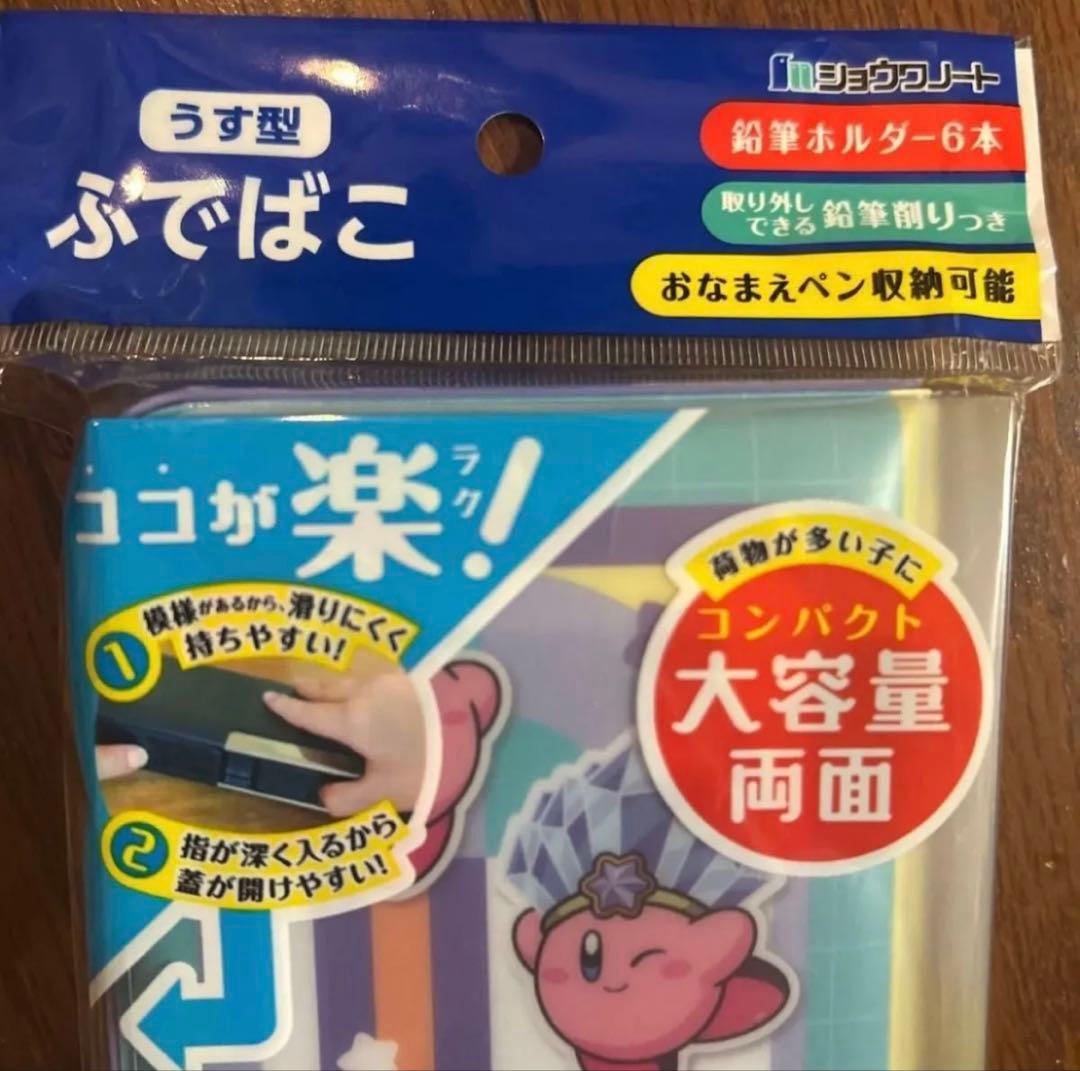 ショウワノート
うす型
ふでばこ
鉛筆ホルダー6本
取り外し
できる
鉛筆削りつき
おなまえペン収納可能
ココが楽!
ラク
1
模様があるから、滑りにくく
持ちやすい!
2
指が深く入るから
蓋が開けやすい!
荷物が多い子に
コンパクト
大容量
両面